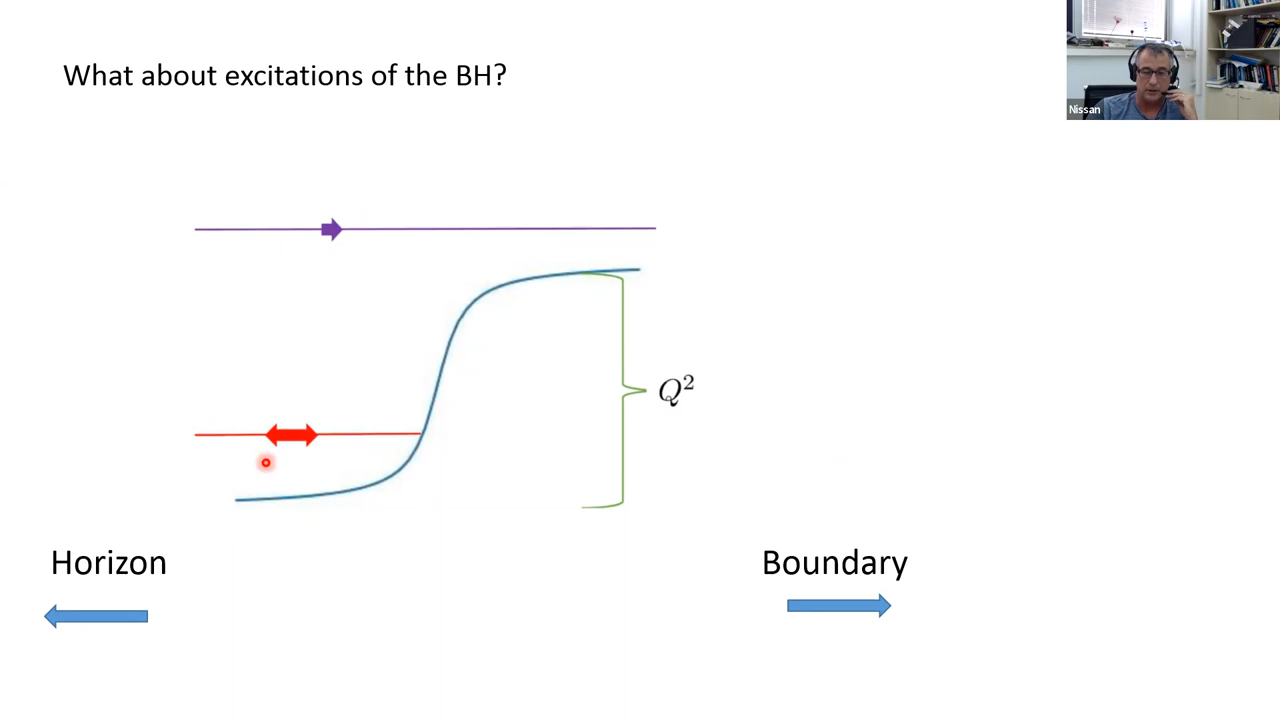 What about excitations of the BH?
Nissan
Q²
Horizon
Boundary